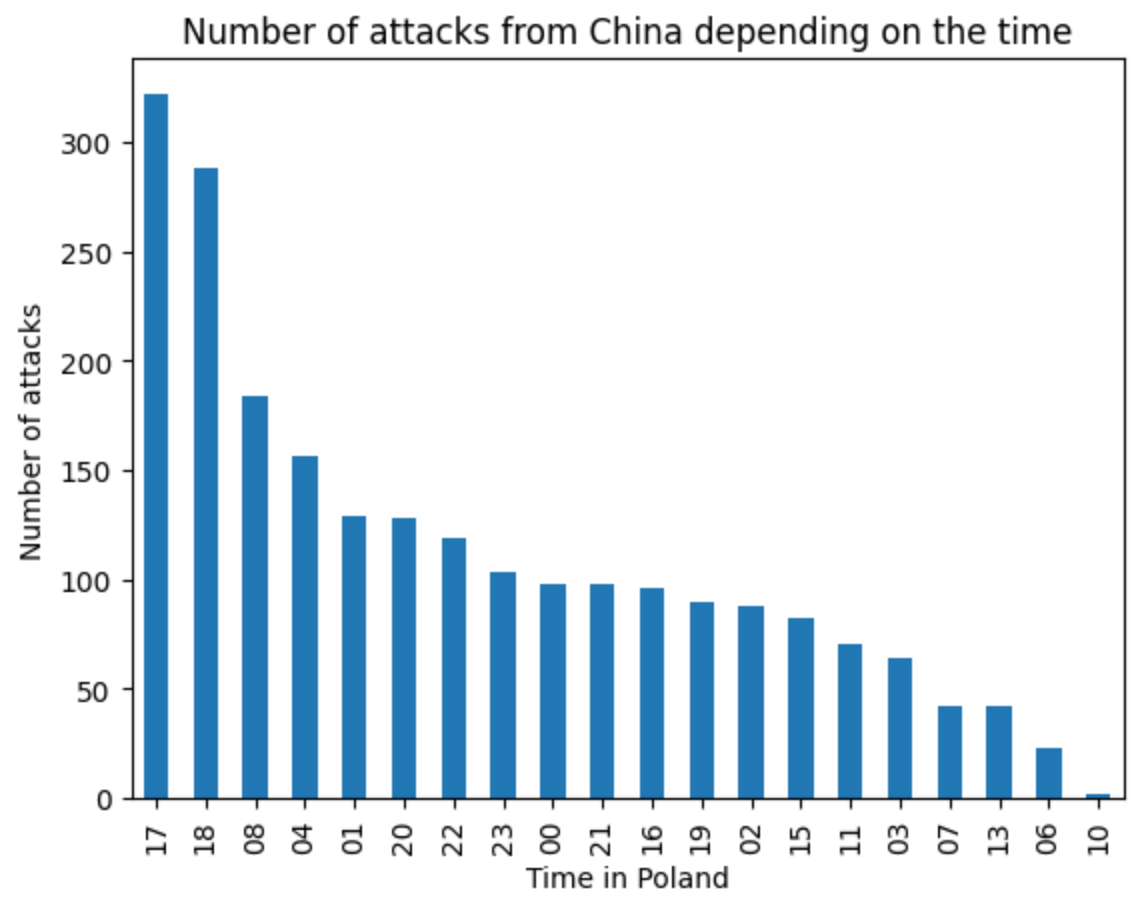 Number of attacks from China depending on the time
Number of attacks
300
250
200
150
100
50
0
17 18 08 04 01 20 22 23 00 21 16 19 02 15 11 03 07 13 06 10
Time in Poland